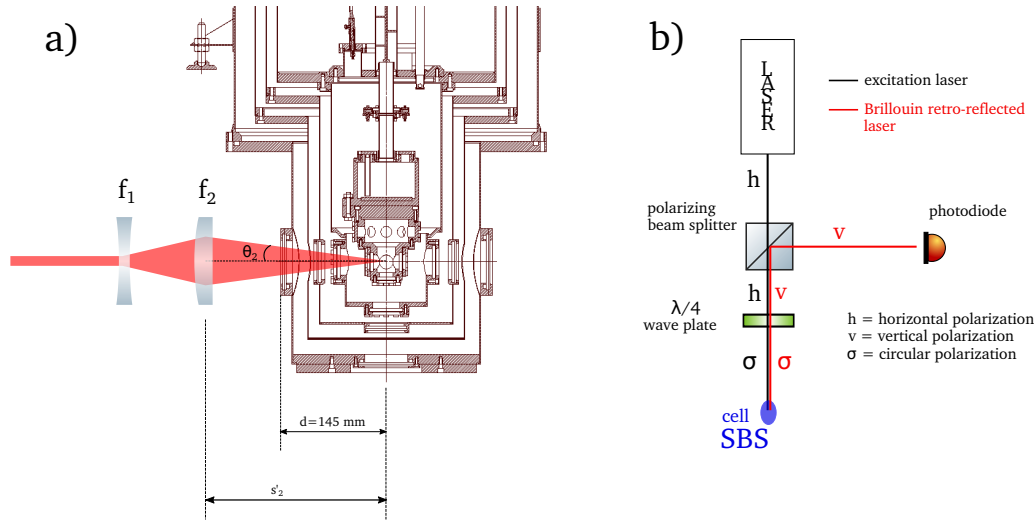 a)
f₁
f₂
θ₂
d=145 mm
s'₂
b)
LASER
excitation laser
Brillouin retro-reflected
laser
h
polarizing
beam splitter
photodiode
v
h
v
λ/4
wave plate
h = horizontal polarization
v = vertical polarization
σ = circular polarization
σ
σ
cell
SBS